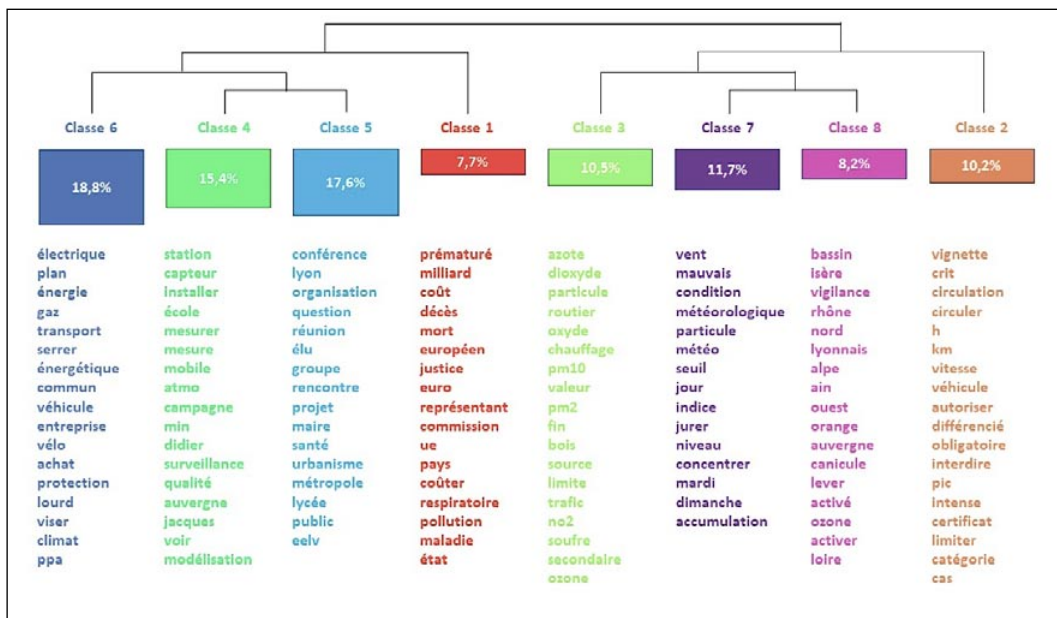 Classe 6 Classe 4 Classe 5 Classe 1 Classe 3 Classe 7 Classe 8 Classe 2
18,8% 15,4% 17,6% 7,7% 10,5% 11,7% 8,2% 10,2%
électrique station conférence prématuré azote vent bassin vignette
plan capteur lyon milliard dioxyde mauvais isère crit
énergie installer organisation coût particule condition vigilance circulation
gaz école question décès routier météorologique rhône circuler
transport mesurer réunion mort oxyde particule nord h
serrer mesure élu européen chauffage météo lyonnais km
énergétique mobile groupe justice pm10 seuil alpe vitesse
commun atmo rencontre euro valeur jour ain véhicule
véhicule campagne projet représentant pm2 indice ouest autoriser
entreprise min maire commission fin jurer orange différencié
vélo didier santé ue bois niveau auvergne obligatoire
achat surveillance urbanisme pays source concentrer canicule interdire
protection qualité métropole coûter limite mardi lever pic
lourd auvergne lycée respiratoire trafic dimanche activé intense
viser jacques public pollution no2 accumulation ozone certificat
climat voir eelv maladie soufre activer limiter
ppa modélisation état secondaire loire catégorie
ozone cas